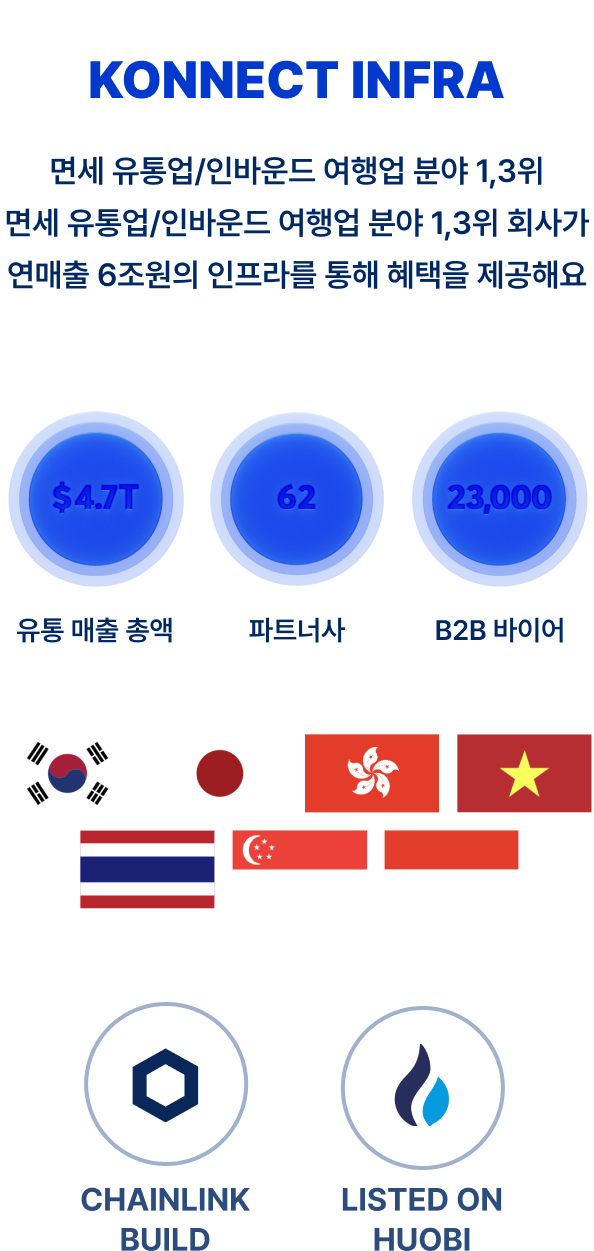 KONNECT INFRA
면세 유통업/인바운드 여행업 분야 1,3위
면세 유통업/인바운드 여행업 분야 1,3위 회사가
연매출 6조원의 인프라를 통해 혜택을 제공해요
$4.7T
62
23,000
유통 매출 총액
파트너사
B2B 바이어
CHAINLINK
BUILD
LISTED ON
HUOBI